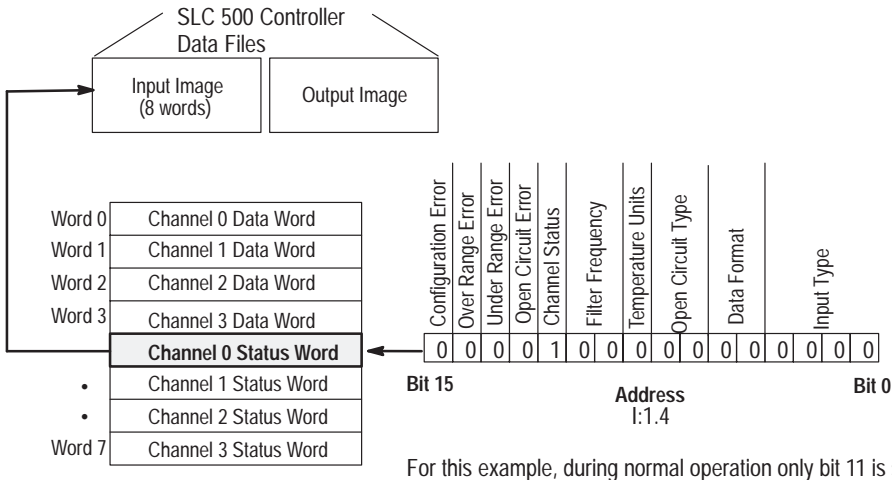 SLC 500 Controller
Data Files
Input Image
(8 words)
Output Image
Word 0
Channel 0 Data Word
Word 1
Channel 1 Data Word
Word 2
Channel 2 Data Word
Word 3
Channel 3 Data Word
Channel 0 Status Word
•
Channel 1 Status Word
•
Channel 2 Status Word
Word 7
Channel 3 Status Word
Configuration Error
Over Range Error
Under Range Error
Open Circuit Error
Channel Status
Filter Frequency
Temperature Units
Open Circuit Type
Data Format
Input Type
0 0 0 0 1 0 0 0 0 0 0 0 0 0 0 0
Bit 15
Address
I:1.4
Bit 0
For this example, during normal operation only bit 11 is